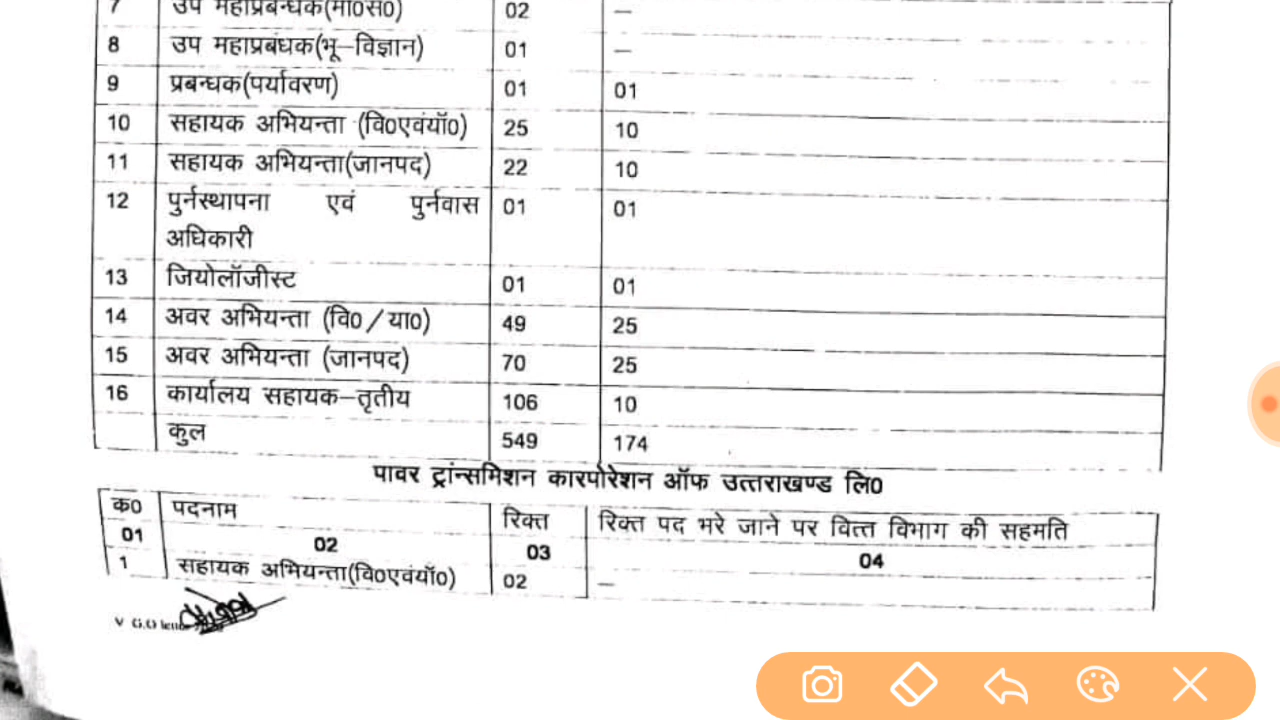 7 उप महाप्रबन्धक(मा0सं0) 02 –
8 उप महाप्रबंधक(भू–विज्ञान) 01 –
9 प्रबन्धक(पर्यावरण) 01 01
10 सहायक अभियन्ता (वि0एवंयॉ0) 25 10
11 सहायक अभियन्ता(जानपद) 22 10
12 पुर्नस्थापना एवं पुर्नवास 01 01
अधिकारी
13 जियोलॉजीस्ट 01 01
14 अवर अभियन्ता (वि0/या0) 49 25
15 अवर अभियन्ता (जानपद) 70 25
16 कार्यालय सहायक–तृतीय 106 10
कुल 549 174
पावर ट्रांन्समिशन कारपोरेशन ऑफ उत्तराखण्ड लि0
क0 पदनाम रिक्त रिक्त पद भरे जाने पर वित्त विभाग की सहमति
01 02 03 04
1 सहायक अभियन्ता(वि0एवंयॉ0) 02 –
V G.O